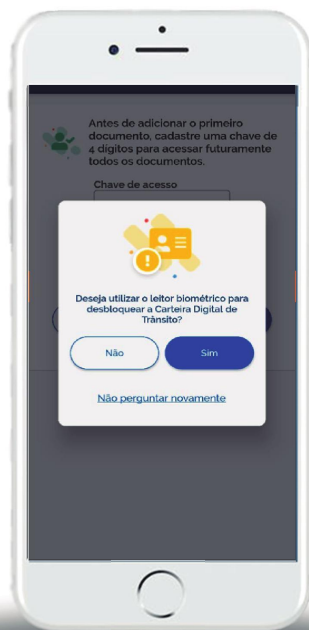 Antes de adicionar o primeiro
documento, cadastre uma chave de
4 dígitos para acessar futuramente
todos os documentos.
Chave de acesso
Deseja utilizar o leitor biométrico para
desbloquear a Carteira Digital de
Trânsito?
Não
Sim
Não perguntar novamente